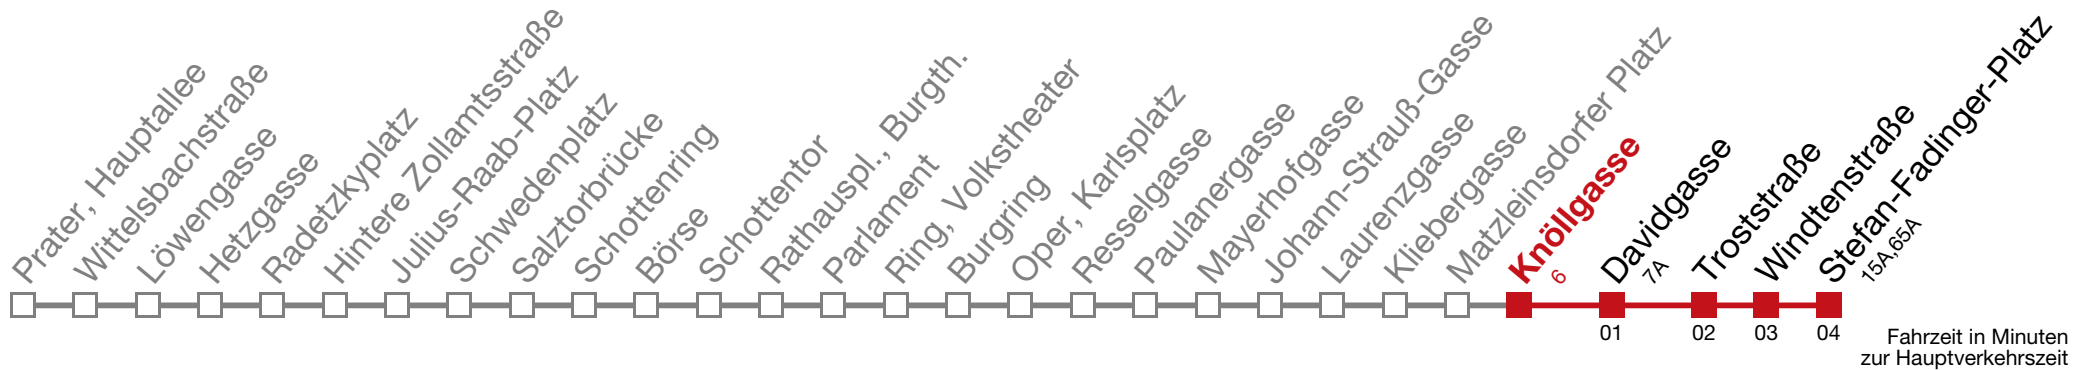 Prater, Hauptallee
Wittelsbachstraße
Löwengasse
Hetzgasse
Radetzkyplatz
Hintere Zollamtsstraße
Julius-Raab-Platz
Schwedenplatz
Salztorbrücke
Schottenring
Börse
Schottentor
Rathauspl., Burgth.
Parlament
Ring, Volkstheater
Burgring
Oper, Karlsplatz
Resselgasse
Paulanergasse
Mayerhofgasse
Johann-Strauß-Gasse
Laurenzgasse
Kliebergasse
Matzleinsdorfer Platz
Knöllgasse
6
Davidgasse
7A
Troststraße
Windtenstraße
Stefan-Fadinger-Platz
15A,65A
01
02
03
04
Fahrzeit in Minuten
zur Hauptverkehrszeit